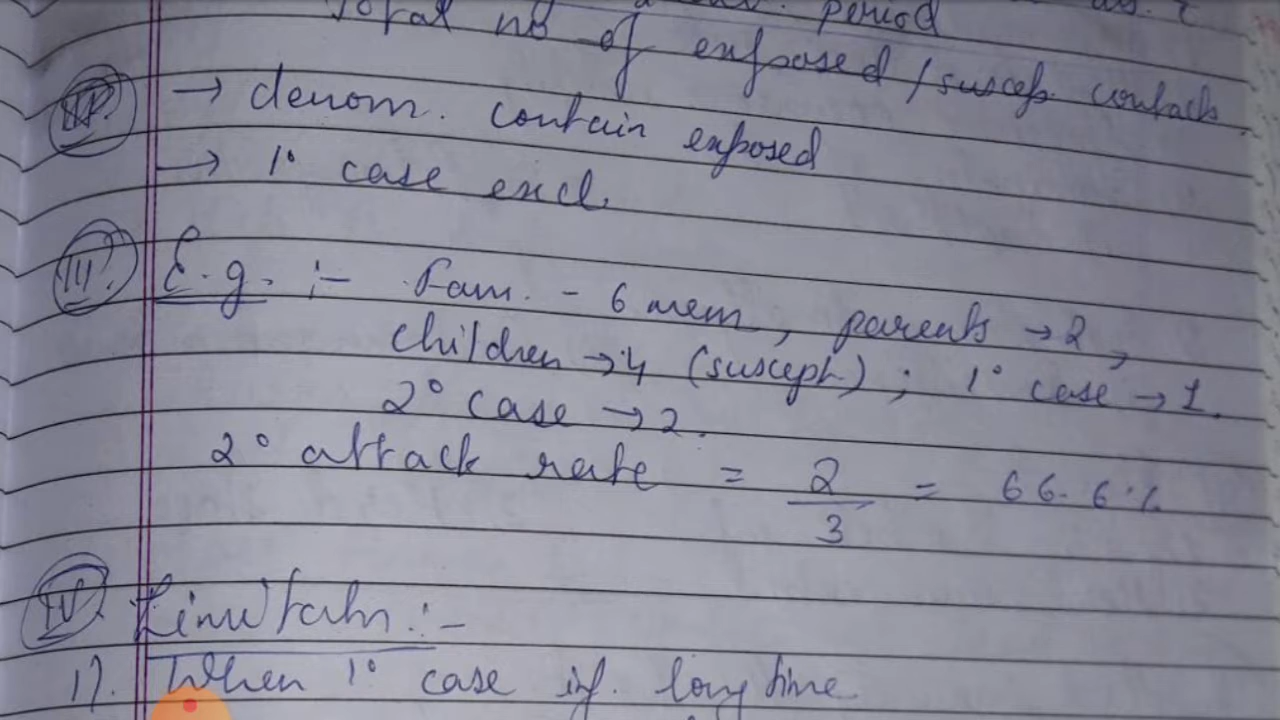 period
Total no of exposed / suscep. contacts
→ denom. contain exposed
→ 1° case excl.
III. E.g. :- Fam. - 6 mem, parents → 2,
children → 4 (suscept.) ; 1° case → 1.
2° case → 2.
2° attack rate = 2/3 = 66.6%
IV. Limitatn :-
1). When 1° case inf. long time